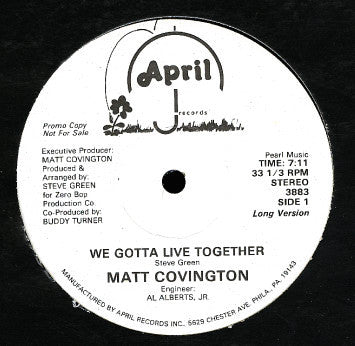 April
records
Promo Copy
Not For Sale
Executive Producer:
MATT COVINGTON
Produced &
Arranged by:
STEVE GREEN
for Zero Bop
Production Co.
Co-Produced by:
BUDDY TURNER
Pearl Music
TIME: 7:11
33 1/3 RPM
STEREO
3883
SIDE 1
Long Version
WE GOTTA LIVE TOGETHER
Steve Green
MATT COVINGTON
Engineer:
AL ALBERTS, JR.
MANUFACTURED BY APRIL RECORDS INC., 5629 CHESTER AVE. PHILA., PA. 19143